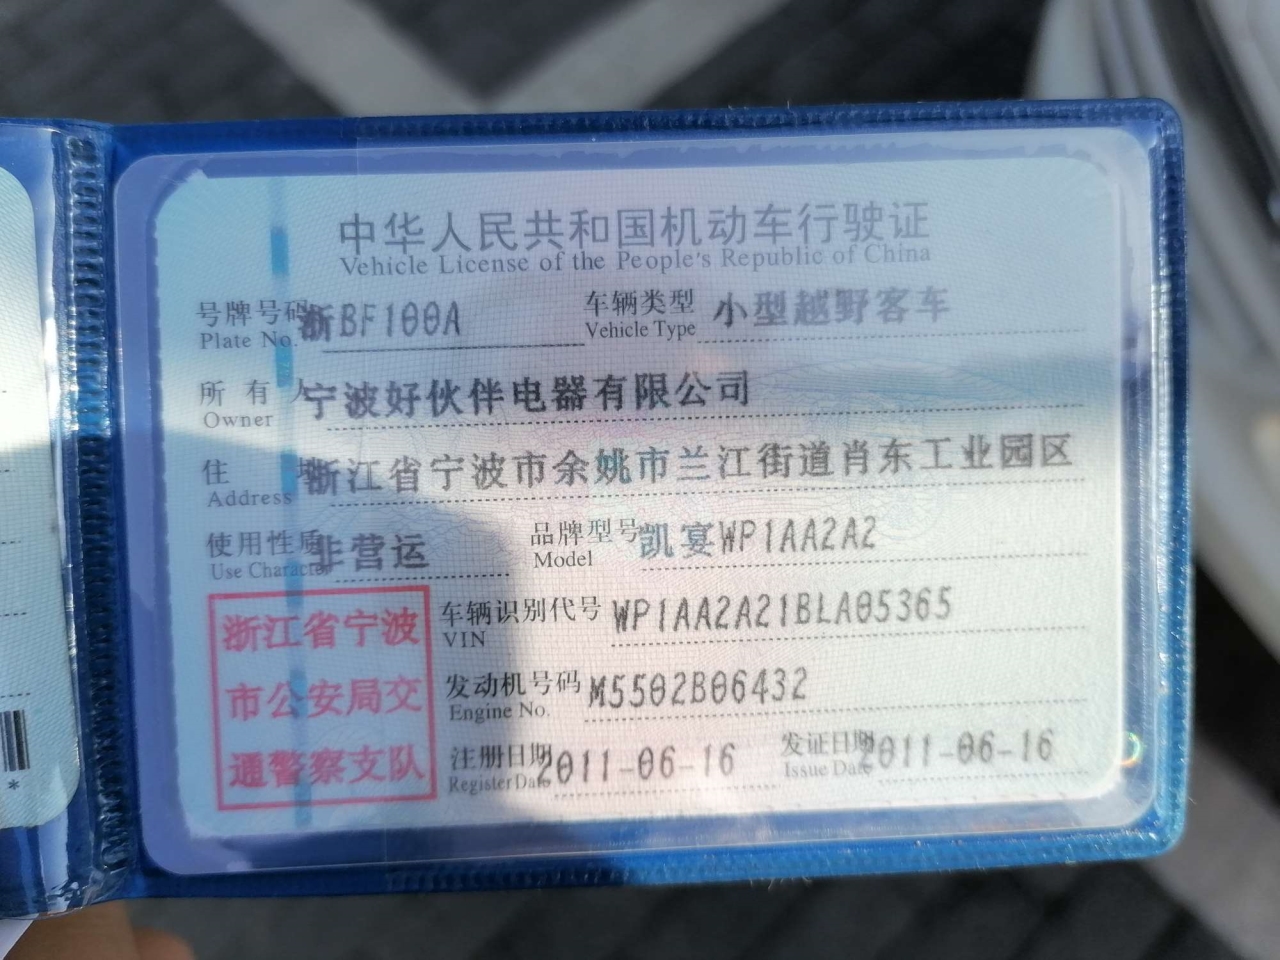 中华人民共和国机动车行驶证
Vehicle License of the People's Republic of China
号牌号码 浙BF100A 车辆类型 小型越野客车
Plate No. Vehicle Type
所有人 宁波好伙伴电器有限公司
Owner
住址 浙江省宁波市余姚市兰江街道肖东工业园区
Address
使用性质 非营运 品牌型号 凯宴WP1AA2A2
Use Character Model
浙江省宁波
市公安局交
通警察支队
车辆识别代号 WP1AA2A21BLA05365
VIN
发动机号码 M5502B06432
Engine No.
注册日期 2011-06-16 发证日期 2011-06-16
Register Date Issue Date
*